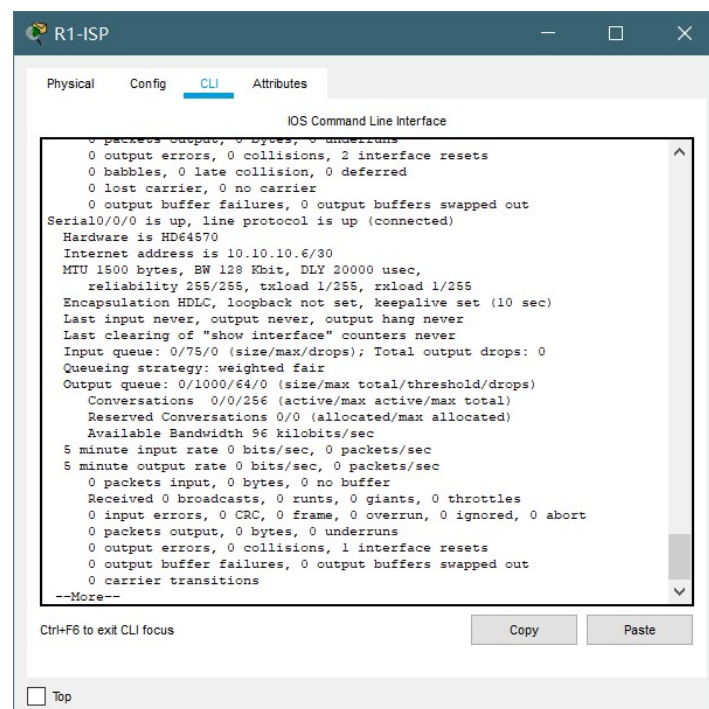 R1-ISP
Physical Config CLI Attributes
IOS Command Line Interface
0 packets output, 0 bytes, 0 underruns
0 output errors, 0 collisions, 2 interface resets
0 babbles, 0 late collision, 0 deferred
0 lost carrier, 0 no carrier
0 output buffer failures, 0 output buffers swapped out
Serial0/0/0 is up, line protocol is up (connected)
Hardware is HD64570
Internet address is 10.10.10.6/30
MTU 1500 bytes, BW 128 Kbit, DLY 20000 usec,
reliability 255/255, txload 1/255, rxload 1/255
Encapsulation HDLC, loopback not set, keepalive set (10 sec)
Last input never, output never, output hang never
Last clearing of "show interface" counters never
Input queue: 0/75/0 (size/max/drops); Total output drops: 0
Queueing strategy: weighted fair
Output queue: 0/1000/64/0 (size/max total/threshold/drops)
Conversations 0/0/256 (active/max active/max total)
Reserved Conversations 0/0 (allocated/max allocated)
Available Bandwidth 96 kilobits/sec
5 minute input rate 0 bits/sec, 0 packets/sec
5 minute output rate 0 bits/sec, 0 packets/sec
0 packets input, 0 bytes, 0 no buffer
Received 0 broadcasts, 0 runts, 0 giants, 0 throttles
0 input errors, 0 CRC, 0 frame, 0 overrun, 0 ignored, 0 abort
0 packets output, 0 bytes, 0 underruns
0 output errors, 0 collisions, 1 interface resets
0 output buffer failures, 0 output buffers swapped out
0 carrier transitions
--More--
Ctrl+F6 to exit CLI focus
Copy Paste
Top